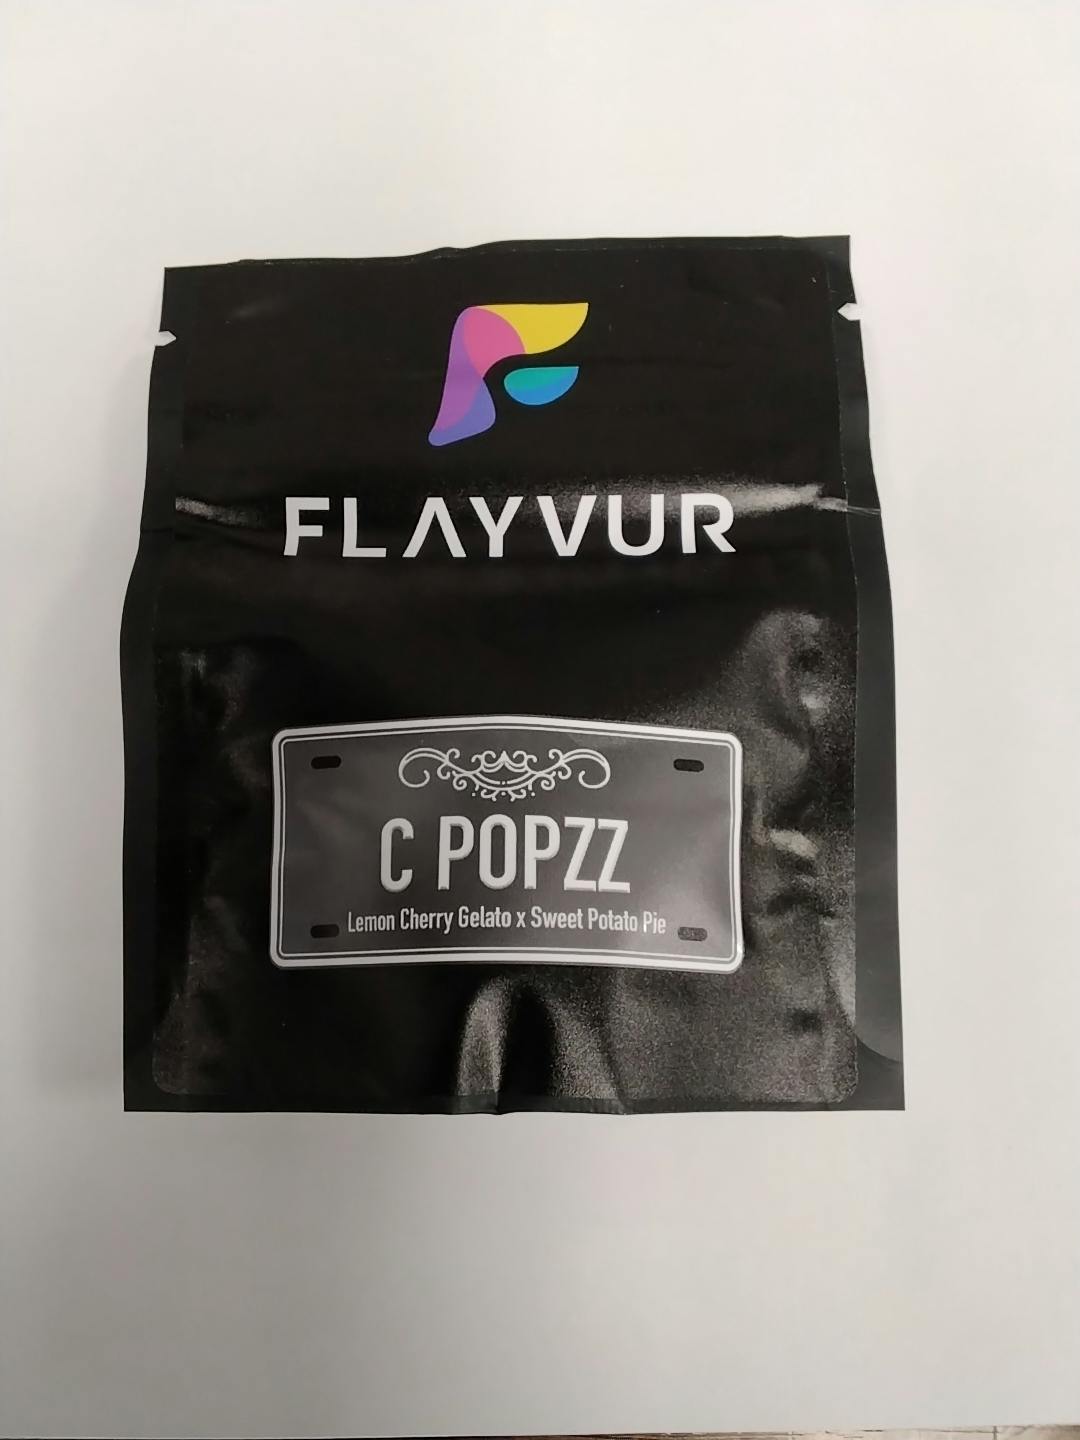 FLAYVUR
C POPZZ
Lemon Cherry Gelato x Sweet Potato Pie